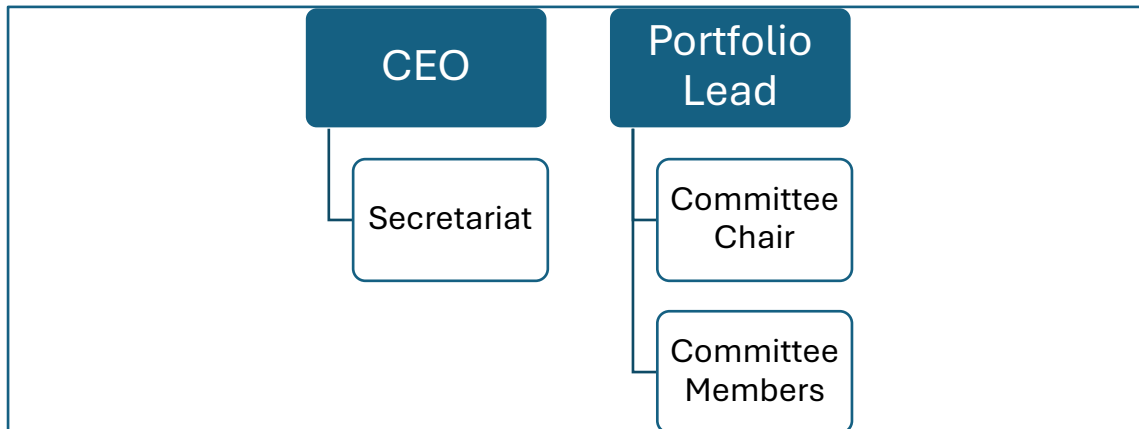 CEO
Secretariat
Portfolio
Lead
Committee
Chair
Committee
Members